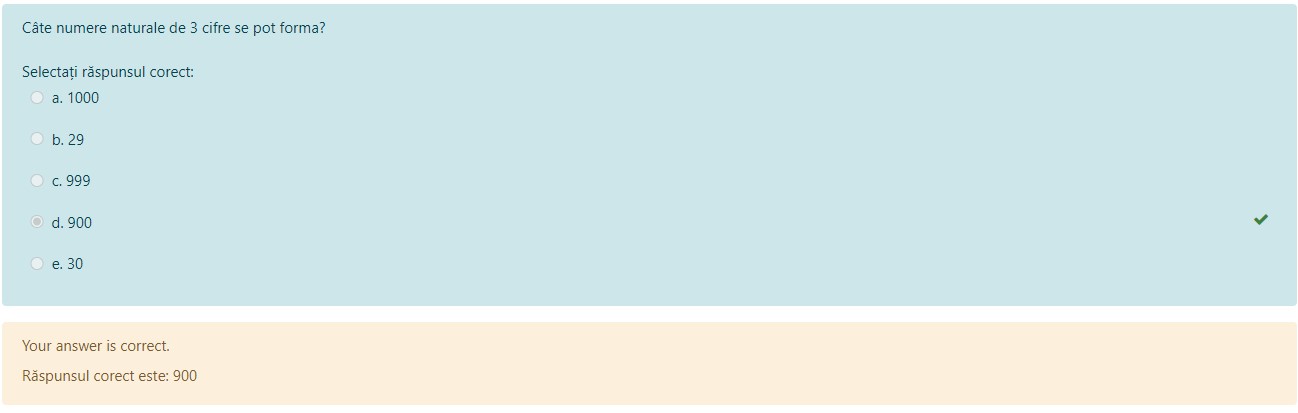 Câte numere naturale de 3 cifre se pot forma?
Selectați răspunsul corect:
a. 1000
b. 29
c. 999
d. 900
e. 30
Your answer is correct.
Răspunsul corect este: 900